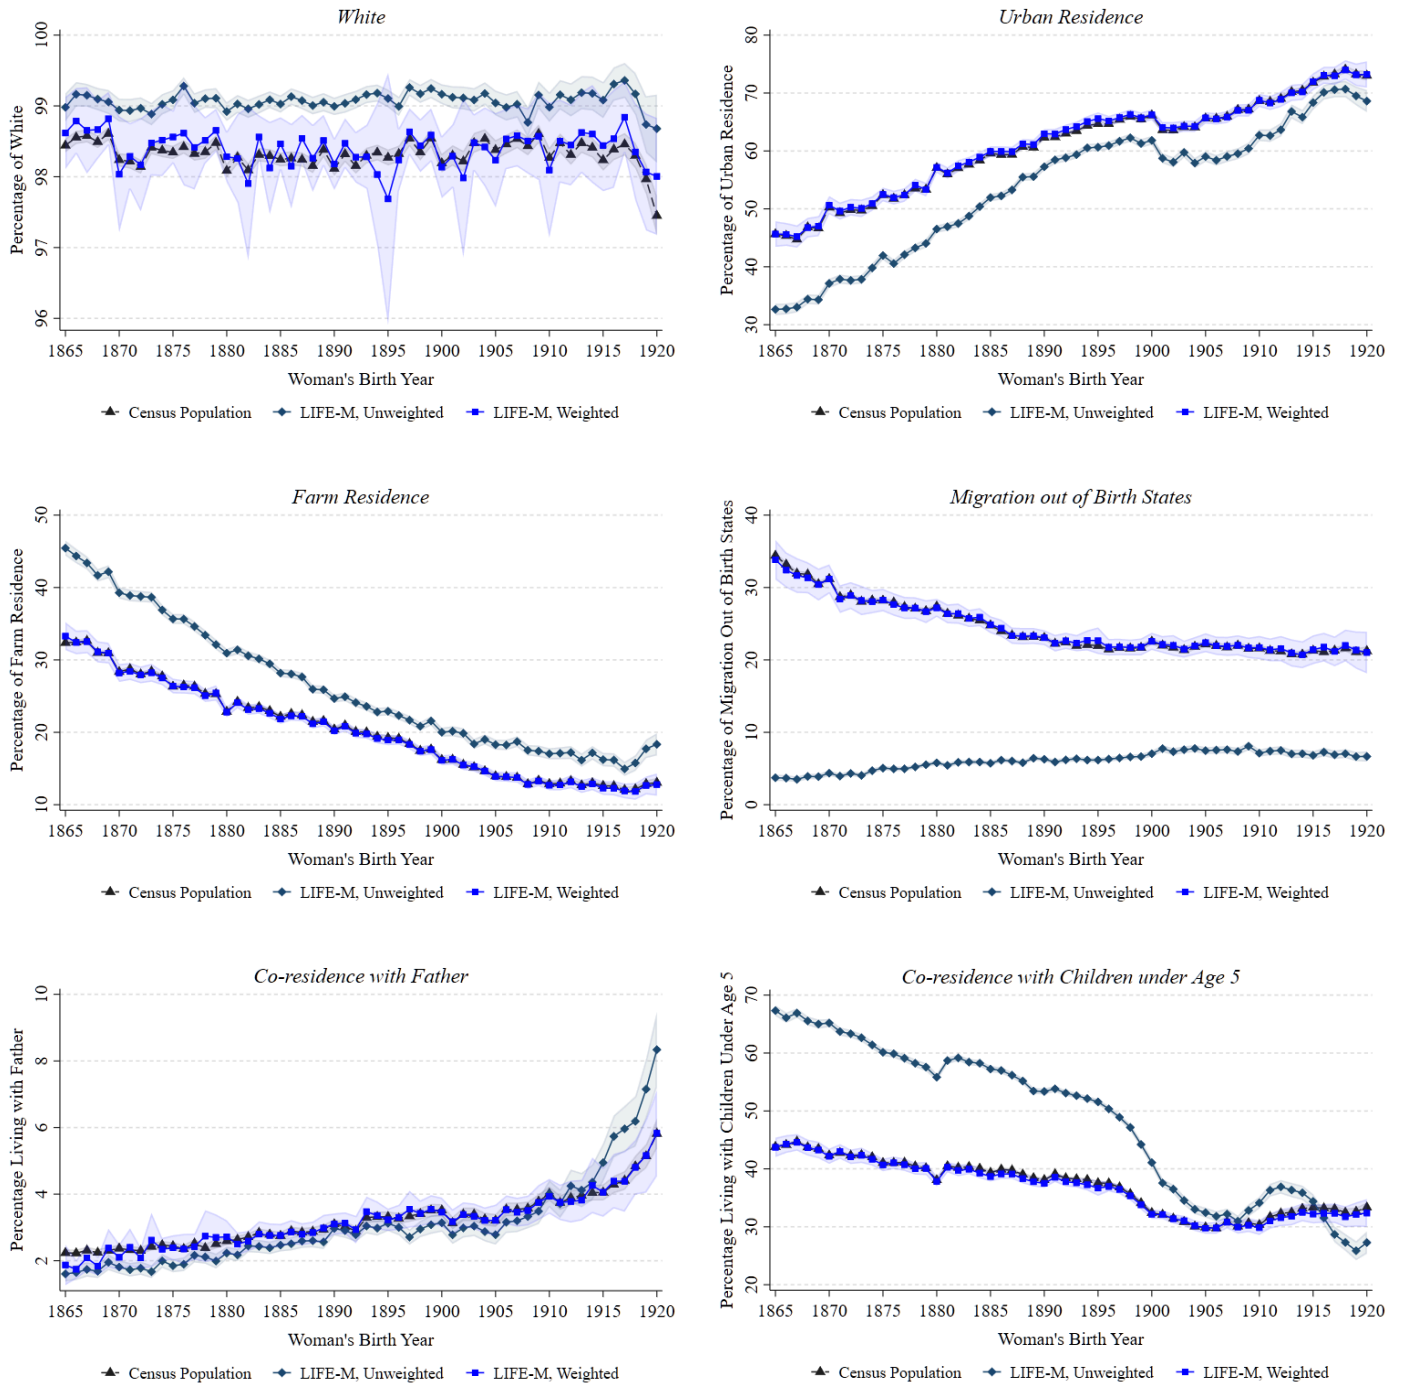 White
Percentage of White
100
99
98
97
96
1865 1870 1875 1880 1885 1890 1895 1900 1905 1910 1915 1920
Woman's Birth Year
Census Population LIFE-M, Unweighted LIFE-M, Weighted
Urban Residence
Percentage of Urban Residence
80
70
60
50
40
30
1865 1870 1875 1880 1885 1890 1895 1900 1905 1910 1915 1920
Woman's Birth Year
Census Population LIFE-M, Unweighted LIFE-M, Weighted
Farm Residence
Percentage of Farm Residence
50
40
30
20
10
1865 1870 1875 1880 1885 1890 1895 1900 1905 1910 1915 1920
Woman's Birth Year
Census Population LIFE-M, Unweighted LIFE-M, Weighted
Migration out of Birth States
Percentage of Migration Out of Birth States
40
30
20
10
0
1865 1870 1875 1880 1885 1890 1895 1900 1905 1910 1915 1920
Woman's Birth Year
Census Population LIFE-M, Unweighted LIFE-M, Weighted
Co-residence with Father
Percentage Living with Father
10
8
6
4
2
1865 1870 1875 1880 1885 1890 1895 1900 1905 1910 1915 1920
Woman's Birth Year
Census Population LIFE-M, Unweighted LIFE-M, Weighted
Co-residence with Children under Age 5
Percentage Living with Children Under Age 5
70
60
50
40
30
20
1865 1870 1875 1880 1885 1890 1895 1900 1905 1910 1915 1920
Woman's Birth Year
Census Population LIFE-M, Unweighted LIFE-M, Weighted